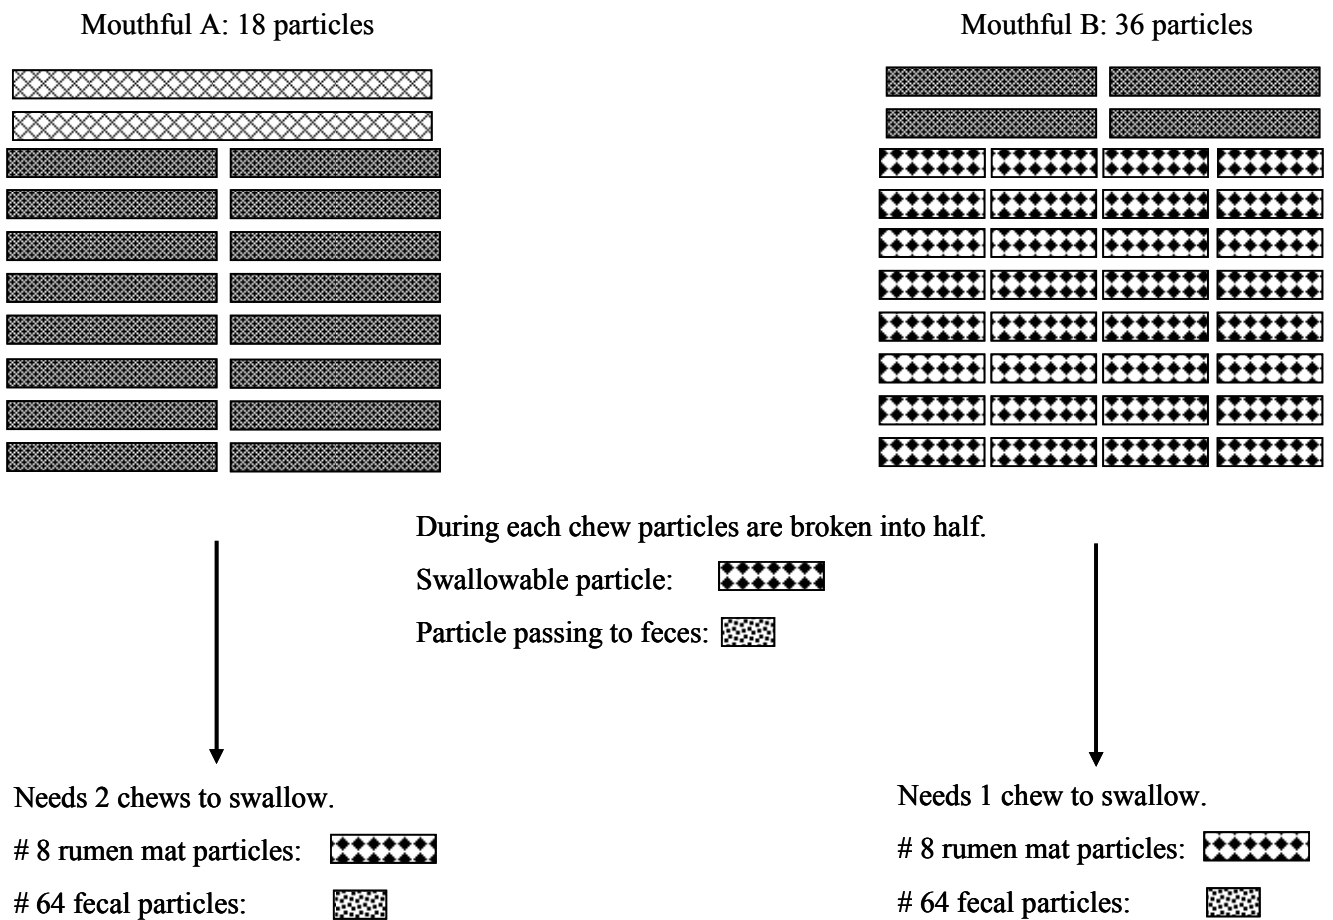 Mouthful A: 18 particles
Mouthful B: 36 particles
During each chew particles are broken into half.
Swallowable particle:
Particle passing to feces:
Needs 2 chews to swallow.
# 8 rumen mat particles:
# 64 fecal particles:
Needs 1 chew to swallow.
# 8 rumen mat particles:
# 64 fecal particles: